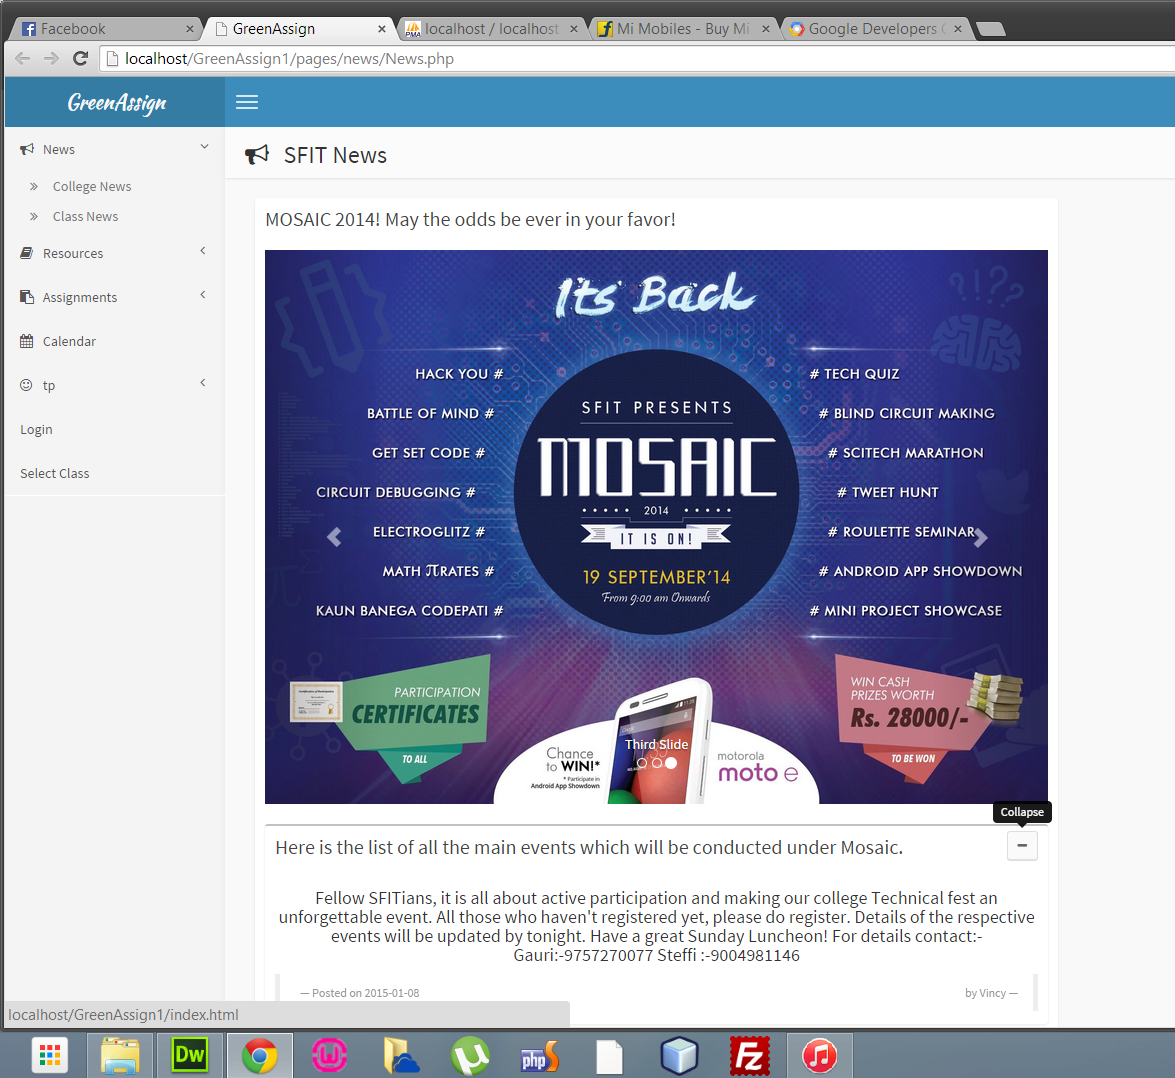 Facebook
GreenAssign
localhost / localhost
Mi Mobiles - Buy Mi
Google Developers
localhost/GreenAssign1/pages/news/News.php
GreenAssign
News
College News
Class News
Resources
Assignments
Calendar
tp
Login
Select Class
SFIT News
MOSAIC 2014! May the odds be ever in your favor!
Its Back
HACK YOU #
BATTLE OF MIND #
GET SET CODE #
CIRCUIT DEBUGGING #
ELECTROGLITZ #
MATH πRATES #
KAUN BANEGA CODEPATI #
SFIT PRESENTS
MOSAIC
2014
IT IS ON!
19 SEPTEMBER'14
From 9:00 am Onwards
# TECH QUIZ
# BLIND CIRCUIT MAKING
# SCITECH MARATHON
# TWEET HUNT
# ROULETTE SEMINAR
# ANDROID APP SHOWDOWN
# MINI PROJECT SHOWCASE
PARTICIPATION
CERTIFICATES
TO ALL
Chance
to WIN!*
* Participate in
Android App Showdown
Third Slide
motorola
moto e
WIN CASH
PRIZES WORTH
Rs. 28000/-
TO BE WON
Collapse
Here is the list of all the main events which will be conducted under Mosaic.
Fellow SFITians, it is all about active participation and making our college Technical fest an
unforgettable event. All those who haven't registered yet, please do register. Details of the respective
events will be updated by tonight. Have a great Sunday Luncheon! For details contact:-
Gauri:-9757270077 Steffi :-9004981146
— Posted on 2015-01-08
by Vincy —
localhost/GreenAssign1/index.html
Dw
php
Fz